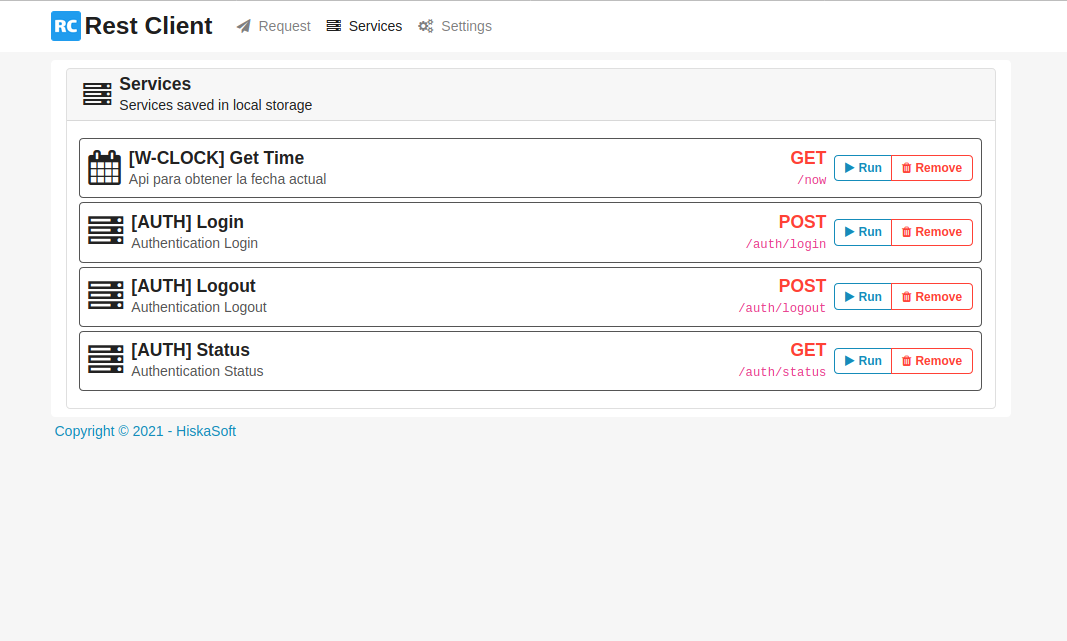 RC Rest Client Request Services Settings
Services
Services saved in local storage
[W-CLOCK] Get Time
Api para obtener la fecha actual
GET
/now
Run Remove
[AUTH] Login
Authentication Login
POST
/auth/login
Run Remove
[AUTH] Logout
Authentication Logout
POST
/auth/logout
Run Remove
[AUTH] Status
Authentication Status
GET
/auth/status
Run Remove
Copyright © 2021 - HiskaSoft